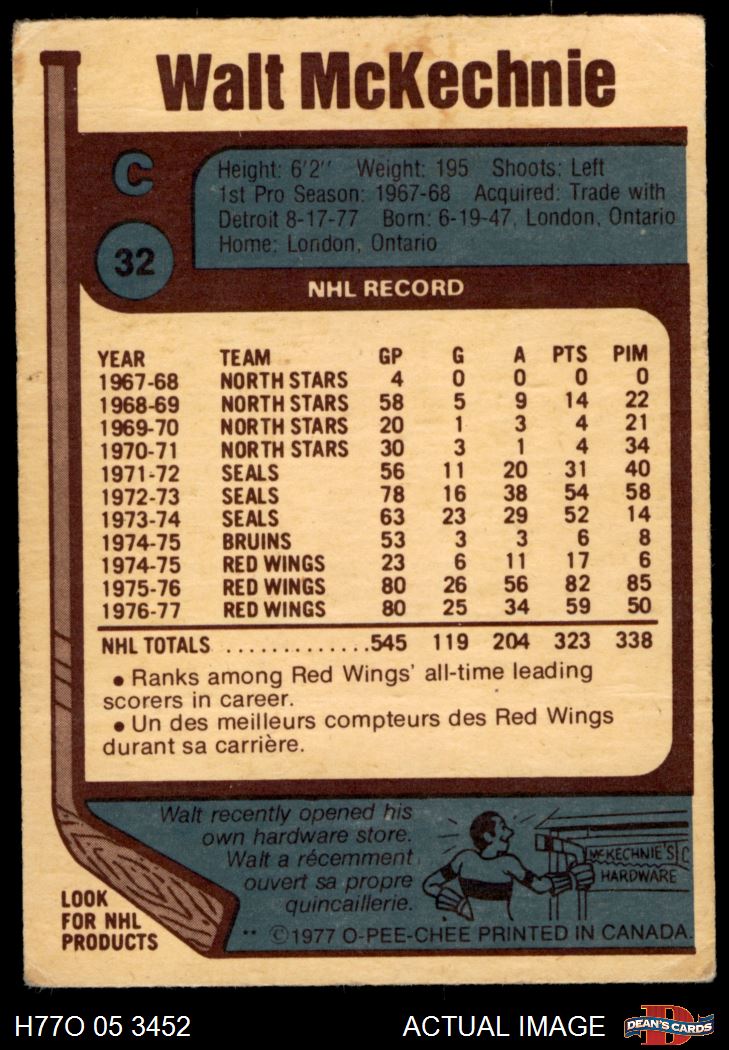 Walt McKechnie
C
32
Height: 6'2'' Weight: 195 Shoots: Left
1st Pro Season: 1967-68 Acquired: Trade with
Detroit 8-17-77 Born: 6-19-47, London, Ontario
Home: London, Ontario
NHL RECORD
YEAR TEAM GP G A PTS PIM
1967-68 NORTH STARS 4 0 0 0 0
1968-69 NORTH STARS 58 5 9 14 22
1969-70 NORTH STARS 20 1 3 4 21
1970-71 NORTH STARS 30 3 1 4 34
1971-72 SEALS 56 11 20 31 40
1972-73 SEALS 78 16 38 54 58
1973-74 SEALS 63 23 29 52 14
1974-75 BRUINS 53 3 3 6 8
1974-75 RED WINGS 23 6 11 17 6
1975-76 RED WINGS 80 26 56 82 85
1976-77 RED WINGS 80 25 34 59 50
NHL TOTALS .............545 119 204 323 338
• Ranks among Red Wings' all-time leading
scorers in career.
• Un des meilleurs compteurs des Red Wings
durant sa carrière.
Walt recently opened his
own hardware store.
Walt a récemment
ouvert sa propre
quincaillerie.
McKECHNIE'S C
HARDWARE
LOOK
FOR NHL
PRODUCTS
** ©1977 O-PEE-CHEE PRINTED IN CANADA.
H77O 05 3452 ACTUAL IMAGE
D
DEAN'S CARDS